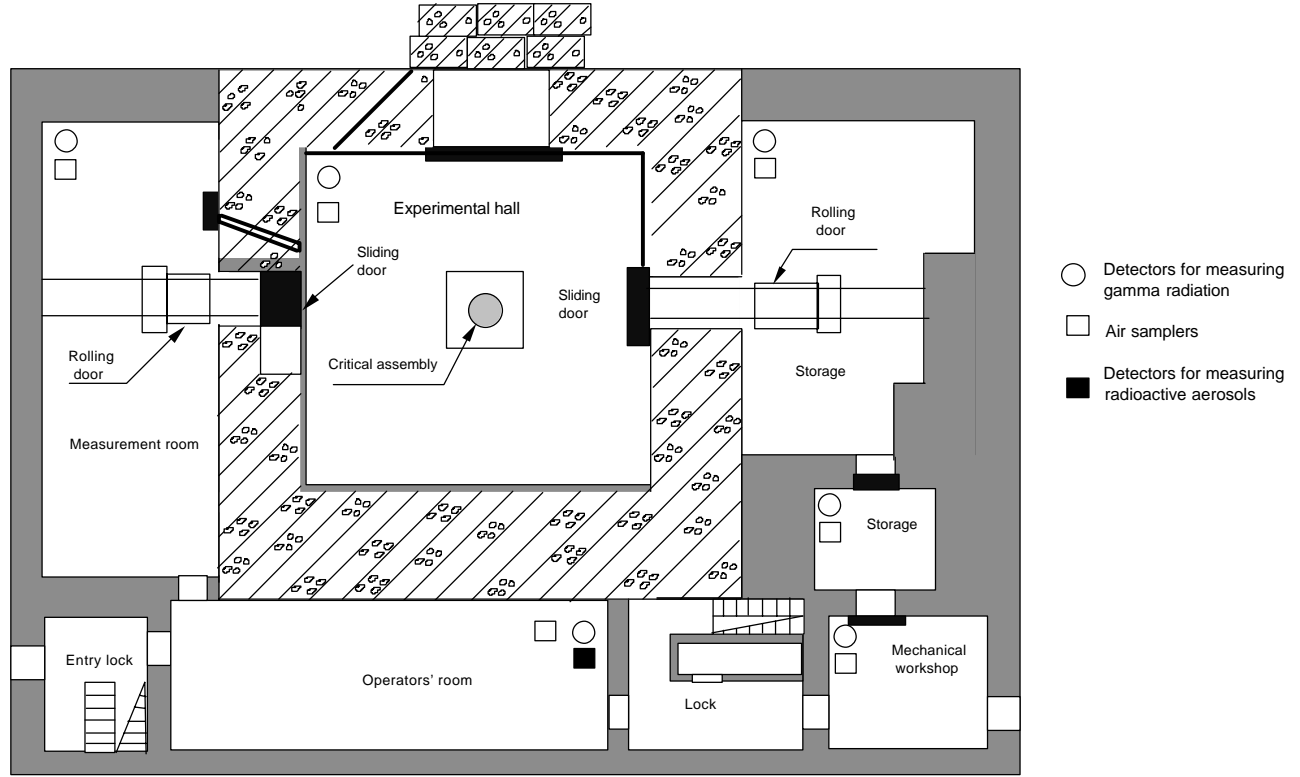 Experimental hall
Rolling
door
Sliding
door
Detectors for measuring
gamma radiation
Sliding
door
Air samplers
Rolling
door
Critical assembly
Storage
Detectors for measuring
radioactive aerosols
Measurement room
Storage
Entry lock
Mechanical
workshop
Operators' room
Lock